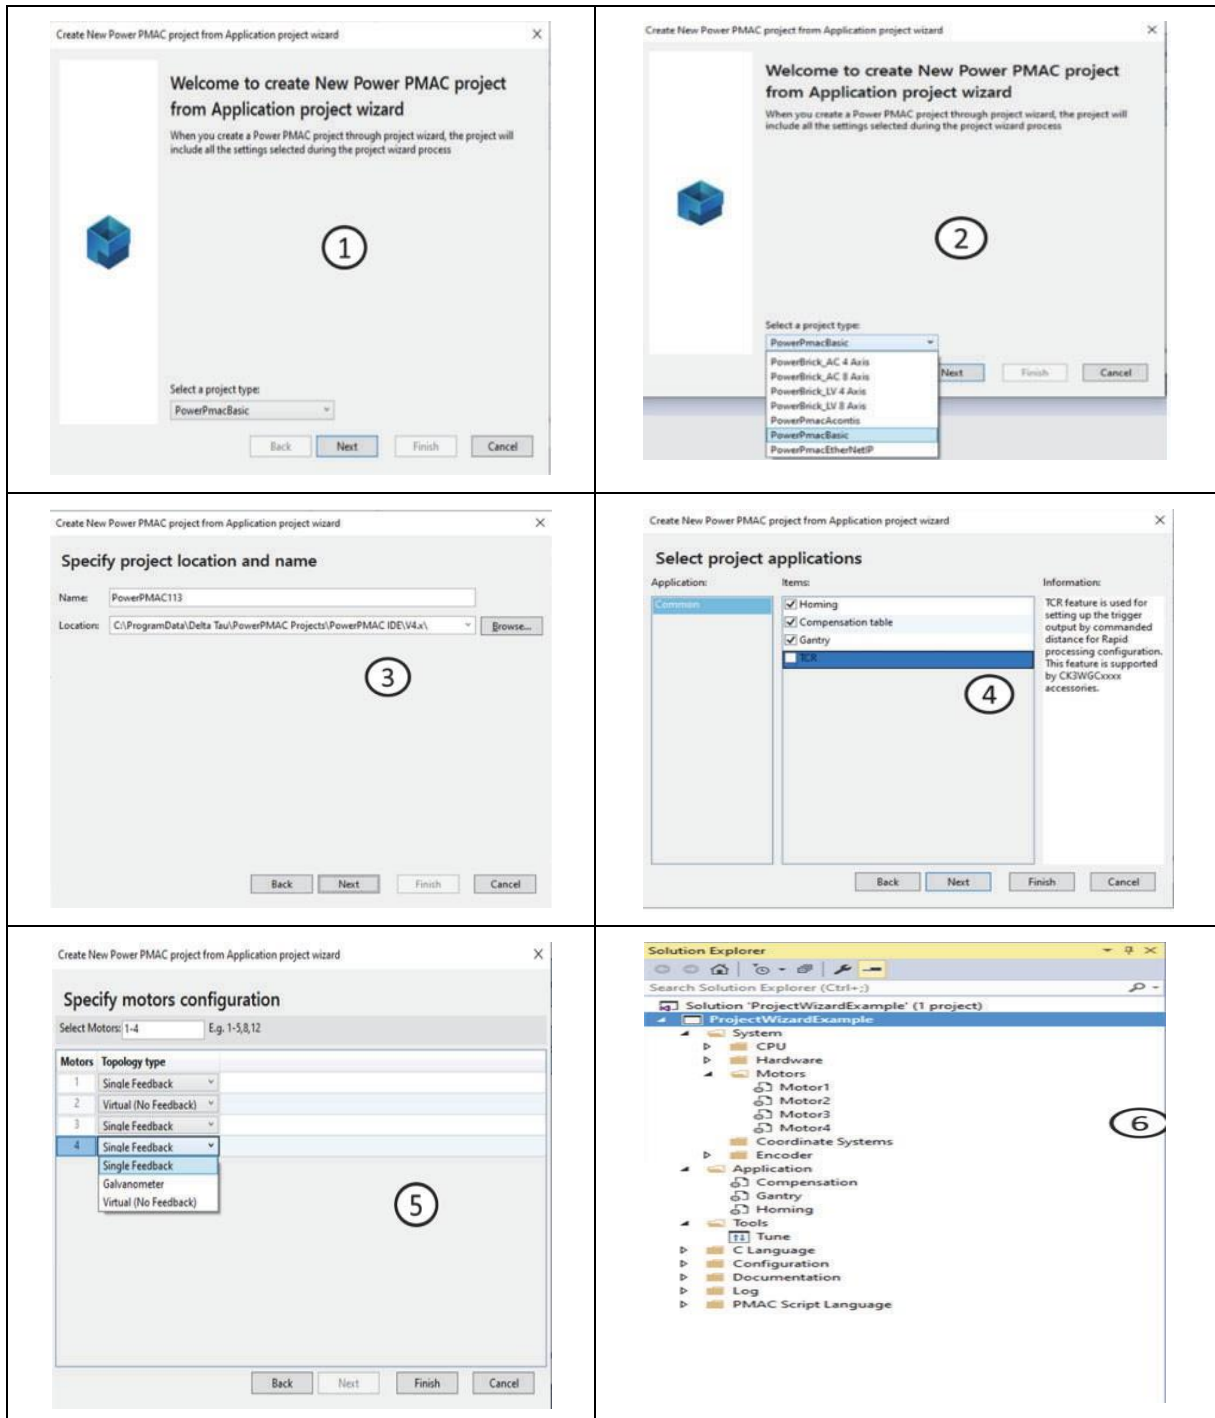 Create New Power PMAC project from Application project wizard
Welcome to create New Power PMAC project
from Application project wizard
When you create a Power PMAC project through project wizard, the project will
include all the settings selected during the project wizard process
1
Select a project type:
PowerPmacBasic
Back
Next
Finish
Cancel
Create New Power PMAC project from Application project wizard
Welcome to create New Power PMAC project
from Application project wizard
When you create a Power PMAC project through project wizard, the project will
include all the settings selected during the project wizard process
2
Select a project type:
PowerPmacBasic
PowerBrick_AC 4 Axis
PowerBrick_AC 8 Axis
PowerBrick_LV 4 Axis
PowerBrick_LV 8 Axis
PowerPmacAcontis
PowerPmacBasic
PowerPmacEtherNetIP
Next
Finish
Cancel
Create New Power PMAC project from Application project wizard
Specify project location and name
Name:
PowerPMAC113
Location:
C:\ProgramData\Delta Tau\PowerPMAC Projects\PowerPMAC IDE\V4.x\
Browse...
3
Back
Next
Finish
Cancel
Create New Power PMAC project from Application project wizard
Select project applications
Application:
Common
Items:
Homing
Compensation table
Gantry
TCR
4
Information:
TCR feature is used for
setting up the trigger
output by commanded
distance for Rapid
processing configuration.
This feature is supported
by CK3WGCxxxx
accessories.
Back
Next
Finish
Cancel
Create New Power PMAC project from Application project wizard
Specify motors configuration
Select Motors: 1-4
E.g. 1-5,8,12
Motors Topology type
1 Single Feedback
2 Virtual (No Feedback)
3 Single Feedback
4 Single Feedback
Single Feedback
Galvanometer
Virtual (No Feedback)
5
Back
Next
Finish
Cancel
Solution Explorer
Search Solution Explorer (Ctrl+;)
Solution 'ProjectWizardExample' (1 project)
ProjectWizardExample
System
CPU
Hardware
Motors
Motor1
Motor2
Motor3
Motor4
Coordinate Systems
Encoder
Application
Compensation
Gantry
Homing
Tools
Tune
C Language
Configuration
Documentation
Log
PMAC Script Language
6